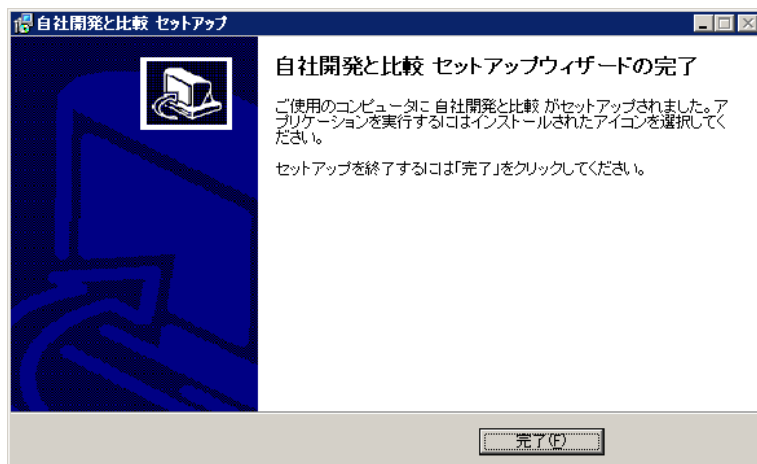 自社開発と比較 セットアップ
自社開発と比較 セットアップウィザードの完了
ご使用のコンピュータに 自社開発と比較 がセットアップされました。ア
プリケーションを実行するにはインストールされたアイコンを選択してく
ださい。
セットアップを終了するには「完了」をクリックしてください。
完了(F)